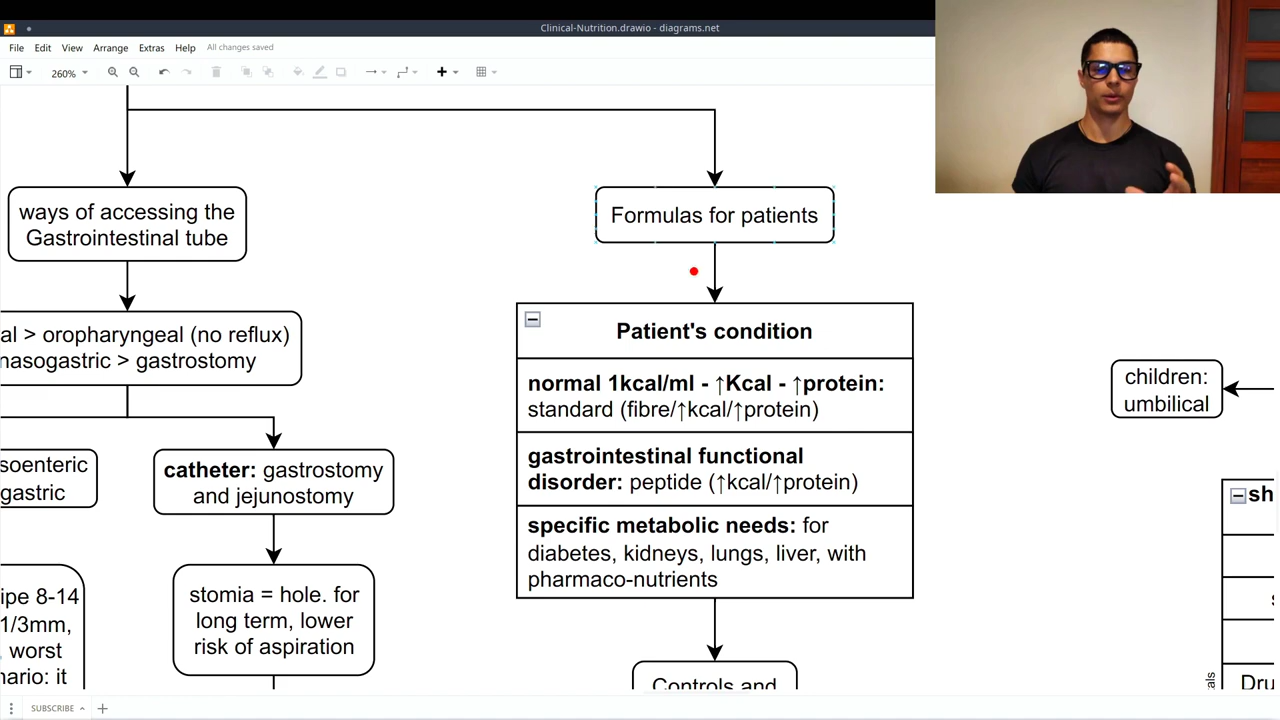 Clinical-Nutrition.drawio - diagrams.net
File Edit View Arrange Extras Help All changes saved
260%
ways of accessing the
Gastrointestinal tube
Formulas for patients
al > oropharyngeal (no reflux)
nasogastric > gastrostomy
Patient's condition
normal 1kcal/ml - ↑Kcal - ↑protein:
standard (fibre/↑kcal/↑protein)
gastrointestinal functional
disorder: peptide (↑kcal/↑protein)
specific metabolic needs: for
diabetes, kidneys, lungs, liver, with
pharmaco-nutrients
children:
umbilical
soenteric
gastric
catheter: gastrostomy
and jejunostomy
stomia = hole. for
long term, lower
risk of aspiration
ipe 8-14
1/3mm,
worst
nario: it
Controls and
sh
s
als
Dru
SUBSCRIBE